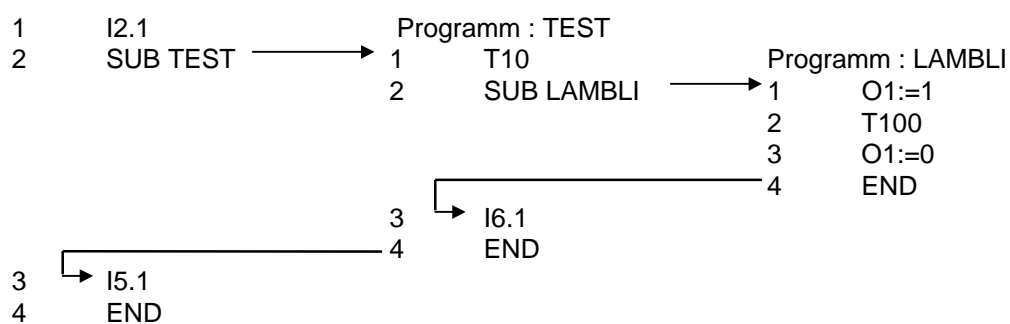 1 I2.1 Programm : TEST
2 SUB TEST 1 T10 Programm : LAMBLI
2 SUB LAMBLI 1 O1:=1
2 T100
3 O1:=0
4 END
3 I6.1
4 END
3 I5.1
4 END